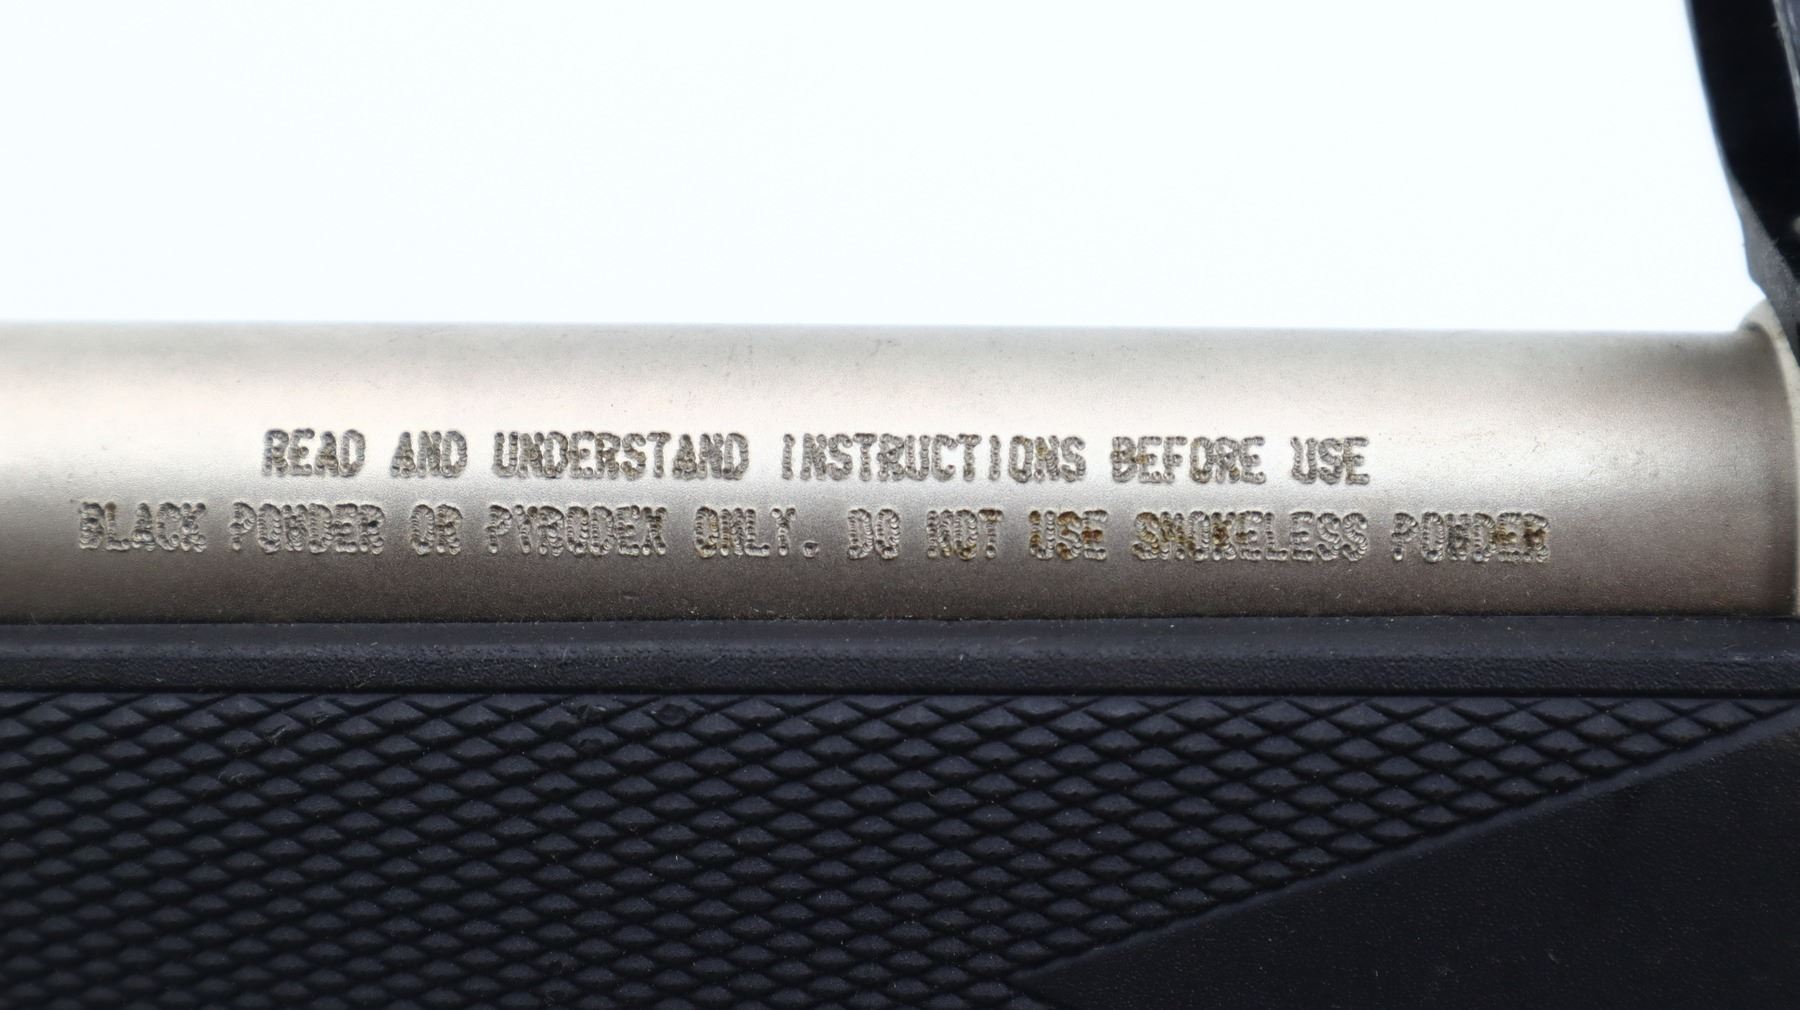 READ AND UNDERSTAND INSTRUCTIONS BEFORE USE
BLACK POWDER OR PYRODEX ONLY. DO NOT USE SMOKELESS POWDER